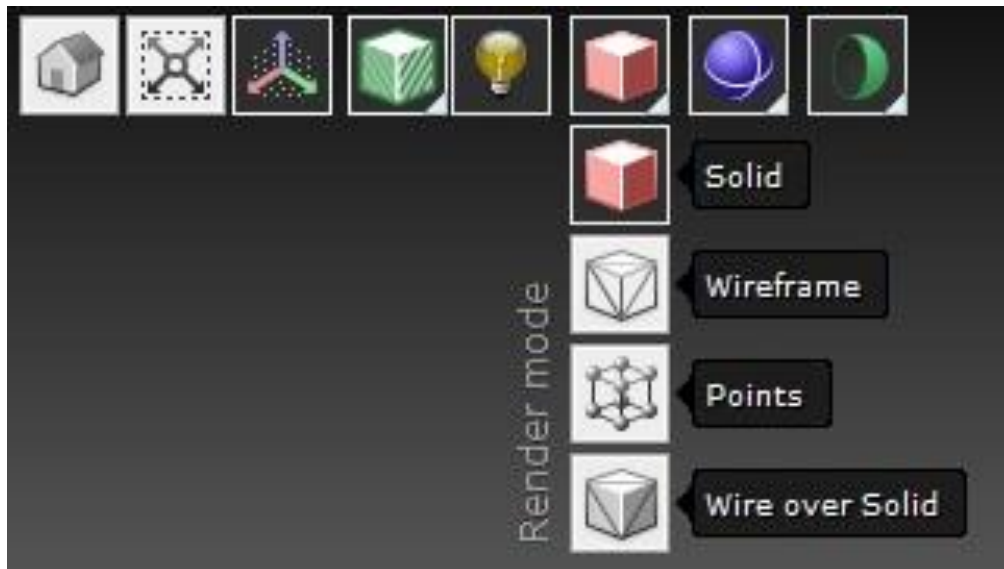 Solid
Wireframe
Render mode
Points
Wire over Solid